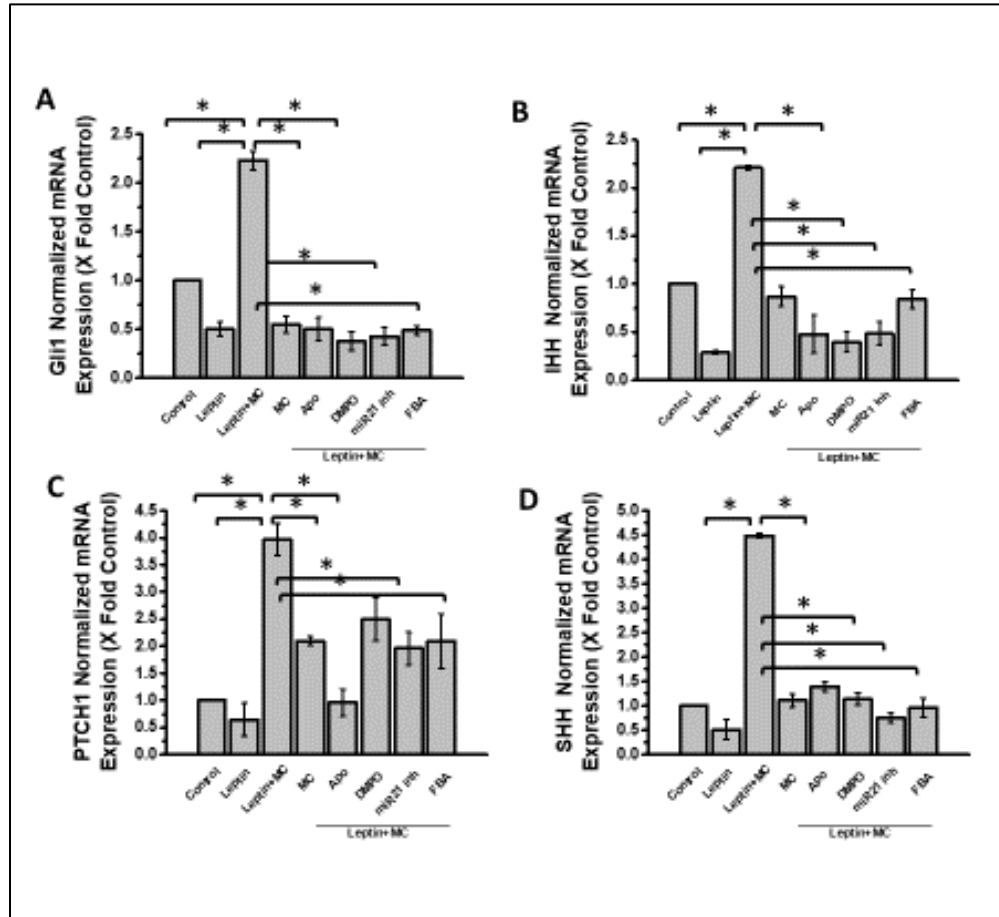 A
Gli1 Normalized mRNA
Expression (X Fold Control)
2.5
2.0
1.5
1.0
0.5
0.0
* * * *
*
*
Control
Leptin
Leptin+MC
MC
Apo
DMPO
miR21 Inh
FBA
Leptin+MC
B
IHH Normalized mRNA
Expression (X Fold Control)
2.5
2.0
1.5
1.0
0.5
0.0
* * *
*
*
*
Control
Leptin
Leptin+MC
MC
Apo
DMPO
miR21 Inh
FBA
Leptin+MC
C
PTCH1 Normalized mRNA
Expression (X Fold Control)
4.5
4.0
3.5
3.0
2.5
2.0
1.5
1.0
0.5
0.0
* * * *
*
*
Control
Leptin
Leptin+MC
MC
Apo
DMPO
miR21 Inh
FBA
Leptin+MC
D
SHH Normalized mRNA
Expression (X Fold Control)
5.0
4.5
4.0
3.5
3.0
2.5
5.0
1.5
1.0
0.5
0.0
* *
*
*
*
Control
Leptin
Leptin+MC
MC
Apo
DMPO
miR21 Inh
FBA
Leptin+MC